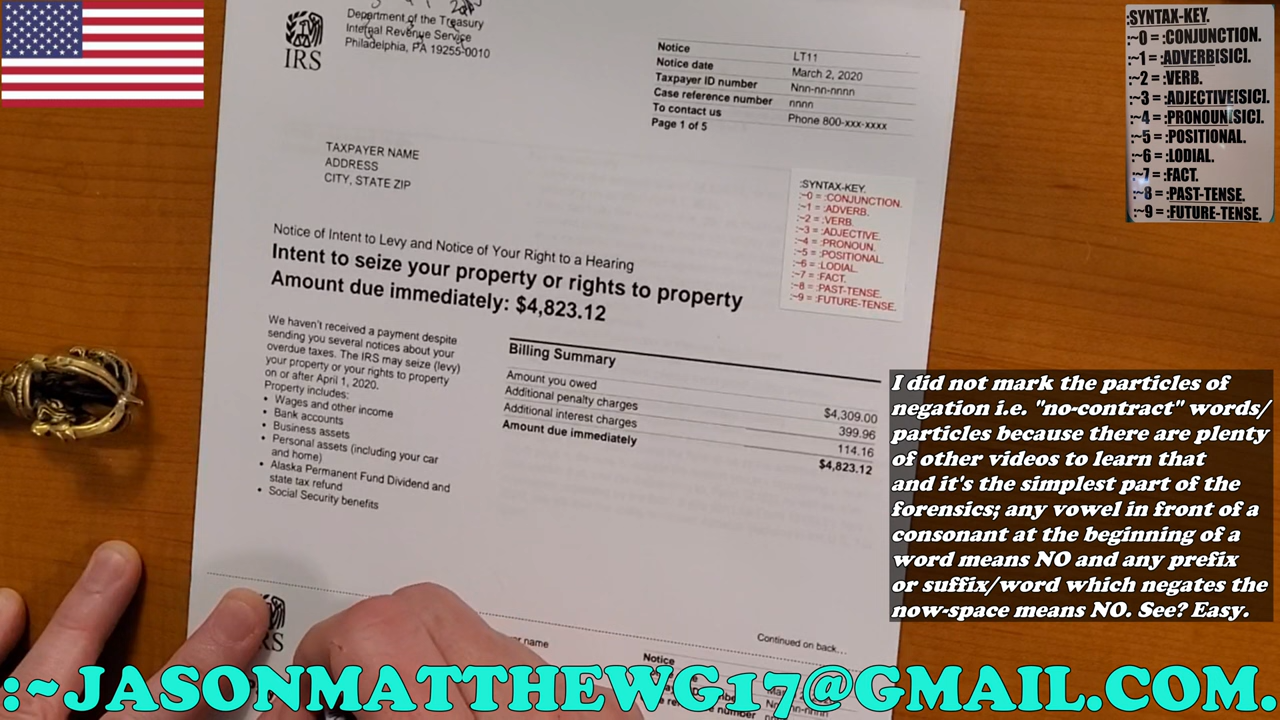 Department of the Treasury
Internal Revenue Service
Philadelphia, PA 19255-0010
IRS
Notice LT11
Notice date March 2, 2020
Taxpayer ID number Nnn-nn-nnnn
Case reference number nnnn
To contact us Phone 800-xxx-xxxx
Page 1 of 5
TAXPAYER NAME
ADDRESS
CITY, STATE ZIP
:SYNTAX-KEY.
:~0 = :CONJUNCTION.
:~1 = :ADVERB.
:~2 = :VERB.
:~3 = :ADJECTIVE.
:~4 = :PRONOUN.
:~5 = :POSITIONAL.
:~6 = :LODIAL.
:~7 = :FACT.
:~8 = :PAST-TENSE.
:~9 = :FUTURE-TENSE.
Notice of Intent to Levy and Notice of Your Right to a Hearing
Intent to seize your property or rights to property
Amount due immediately: $4,823.12
We haven't received a payment despite
sending you several notices about your
overdue taxes. The IRS may seize (levy)
your property or your rights to property
on or after April 1, 2020.
Property includes:
• Wages and other income
• Bank accounts
• Business assets
• Personal assets (including your car
and home)
• Alaska Permanent Fund Dividend and
state tax refund
• Social Security benefits
Billing Summary
Amount you owed $4,309.00
Additional penalty charges 399.96
Additional interest charges 114.16
Amount due immediately $4,823.12
Continued on back...
Notice
:SYNTAX-KEY.
:~0 = :CONJUNCTION.
:~1 = :ADVERB[SIC].
:~2 = :VERB.
:~3 = :ADJECTIVE[SIC].
:~4 = :PRONOUN[SIC].
:~5 = :POSITIONAL.
:~6 = :LODIAL.
:~7 = :FACT.
:~8 = :PAST-TENSE.
:~9 = :FUTURE-TENSE.
I did not mark the particles of
negation i.e. "no-contract" words/
particles because there are plenty
of other videos to learn that
and it's the simplest part of the
forensics; any vowel in front of a
consonant at the beginning of a
word means NO and any prefix
or suffix/word which negates the
now-space means NO. See? Easy.
:~JASONMATTHEWG17@GMAIL.COM.